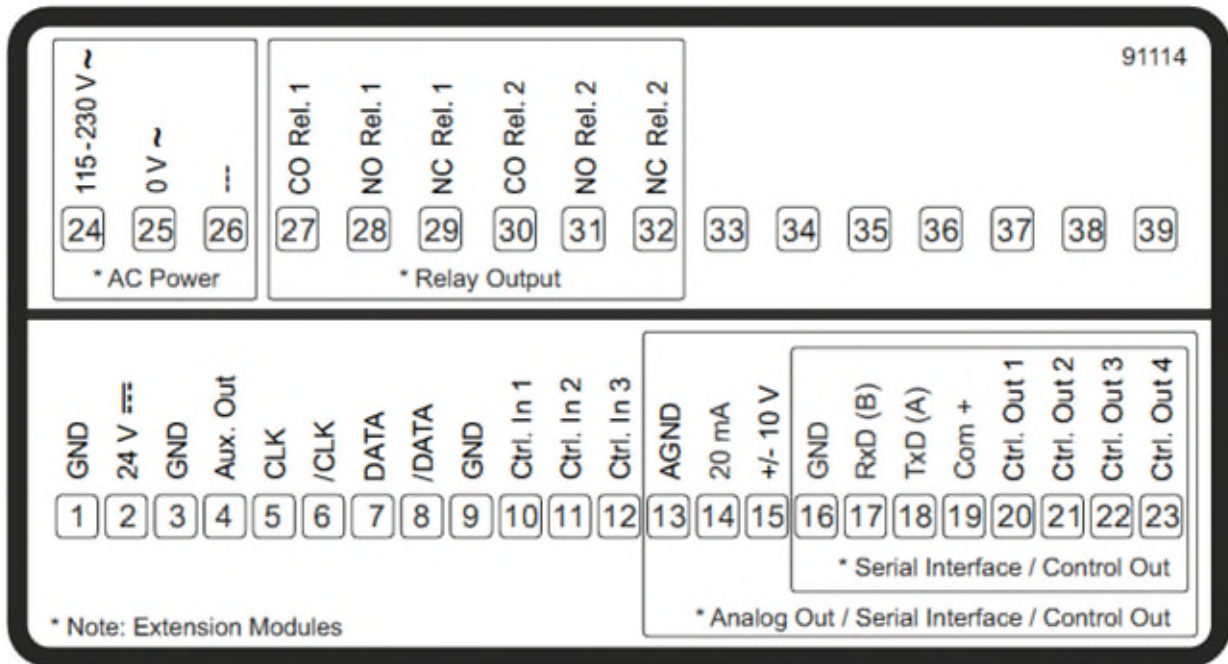 91114
115-230 V ~
0 V ~
---
CO Rel. 1
NO Rel. 1
NC Rel. 1
CO Rel. 2
NO Rel. 2
NC Rel. 2
24 25 26 27 28 29 30 31 32 33 34 35 36 37 38 39
* AC Power
* Relay Output
GND
24 V ⎓
GND
Aux. Out
CLK
/CLK
DATA
/DATA
GND
Ctrl. In 1
Ctrl. In 2
Ctrl. In 3
AGND
20 mA
+/- 10 V
GND
RxD (B)
TxD (A)
Com +
Ctrl. Out 1
Ctrl. Out 2
Ctrl. Out 3
Ctrl. Out 4
1 2 3 4 5 6 7 8 9 10 11 12 13 14 15 16 17 18 19 20 21 22 23
* Serial Interface / Control Out
* Analog Out / Serial Interface / Control Out
* Note: Extension Modules